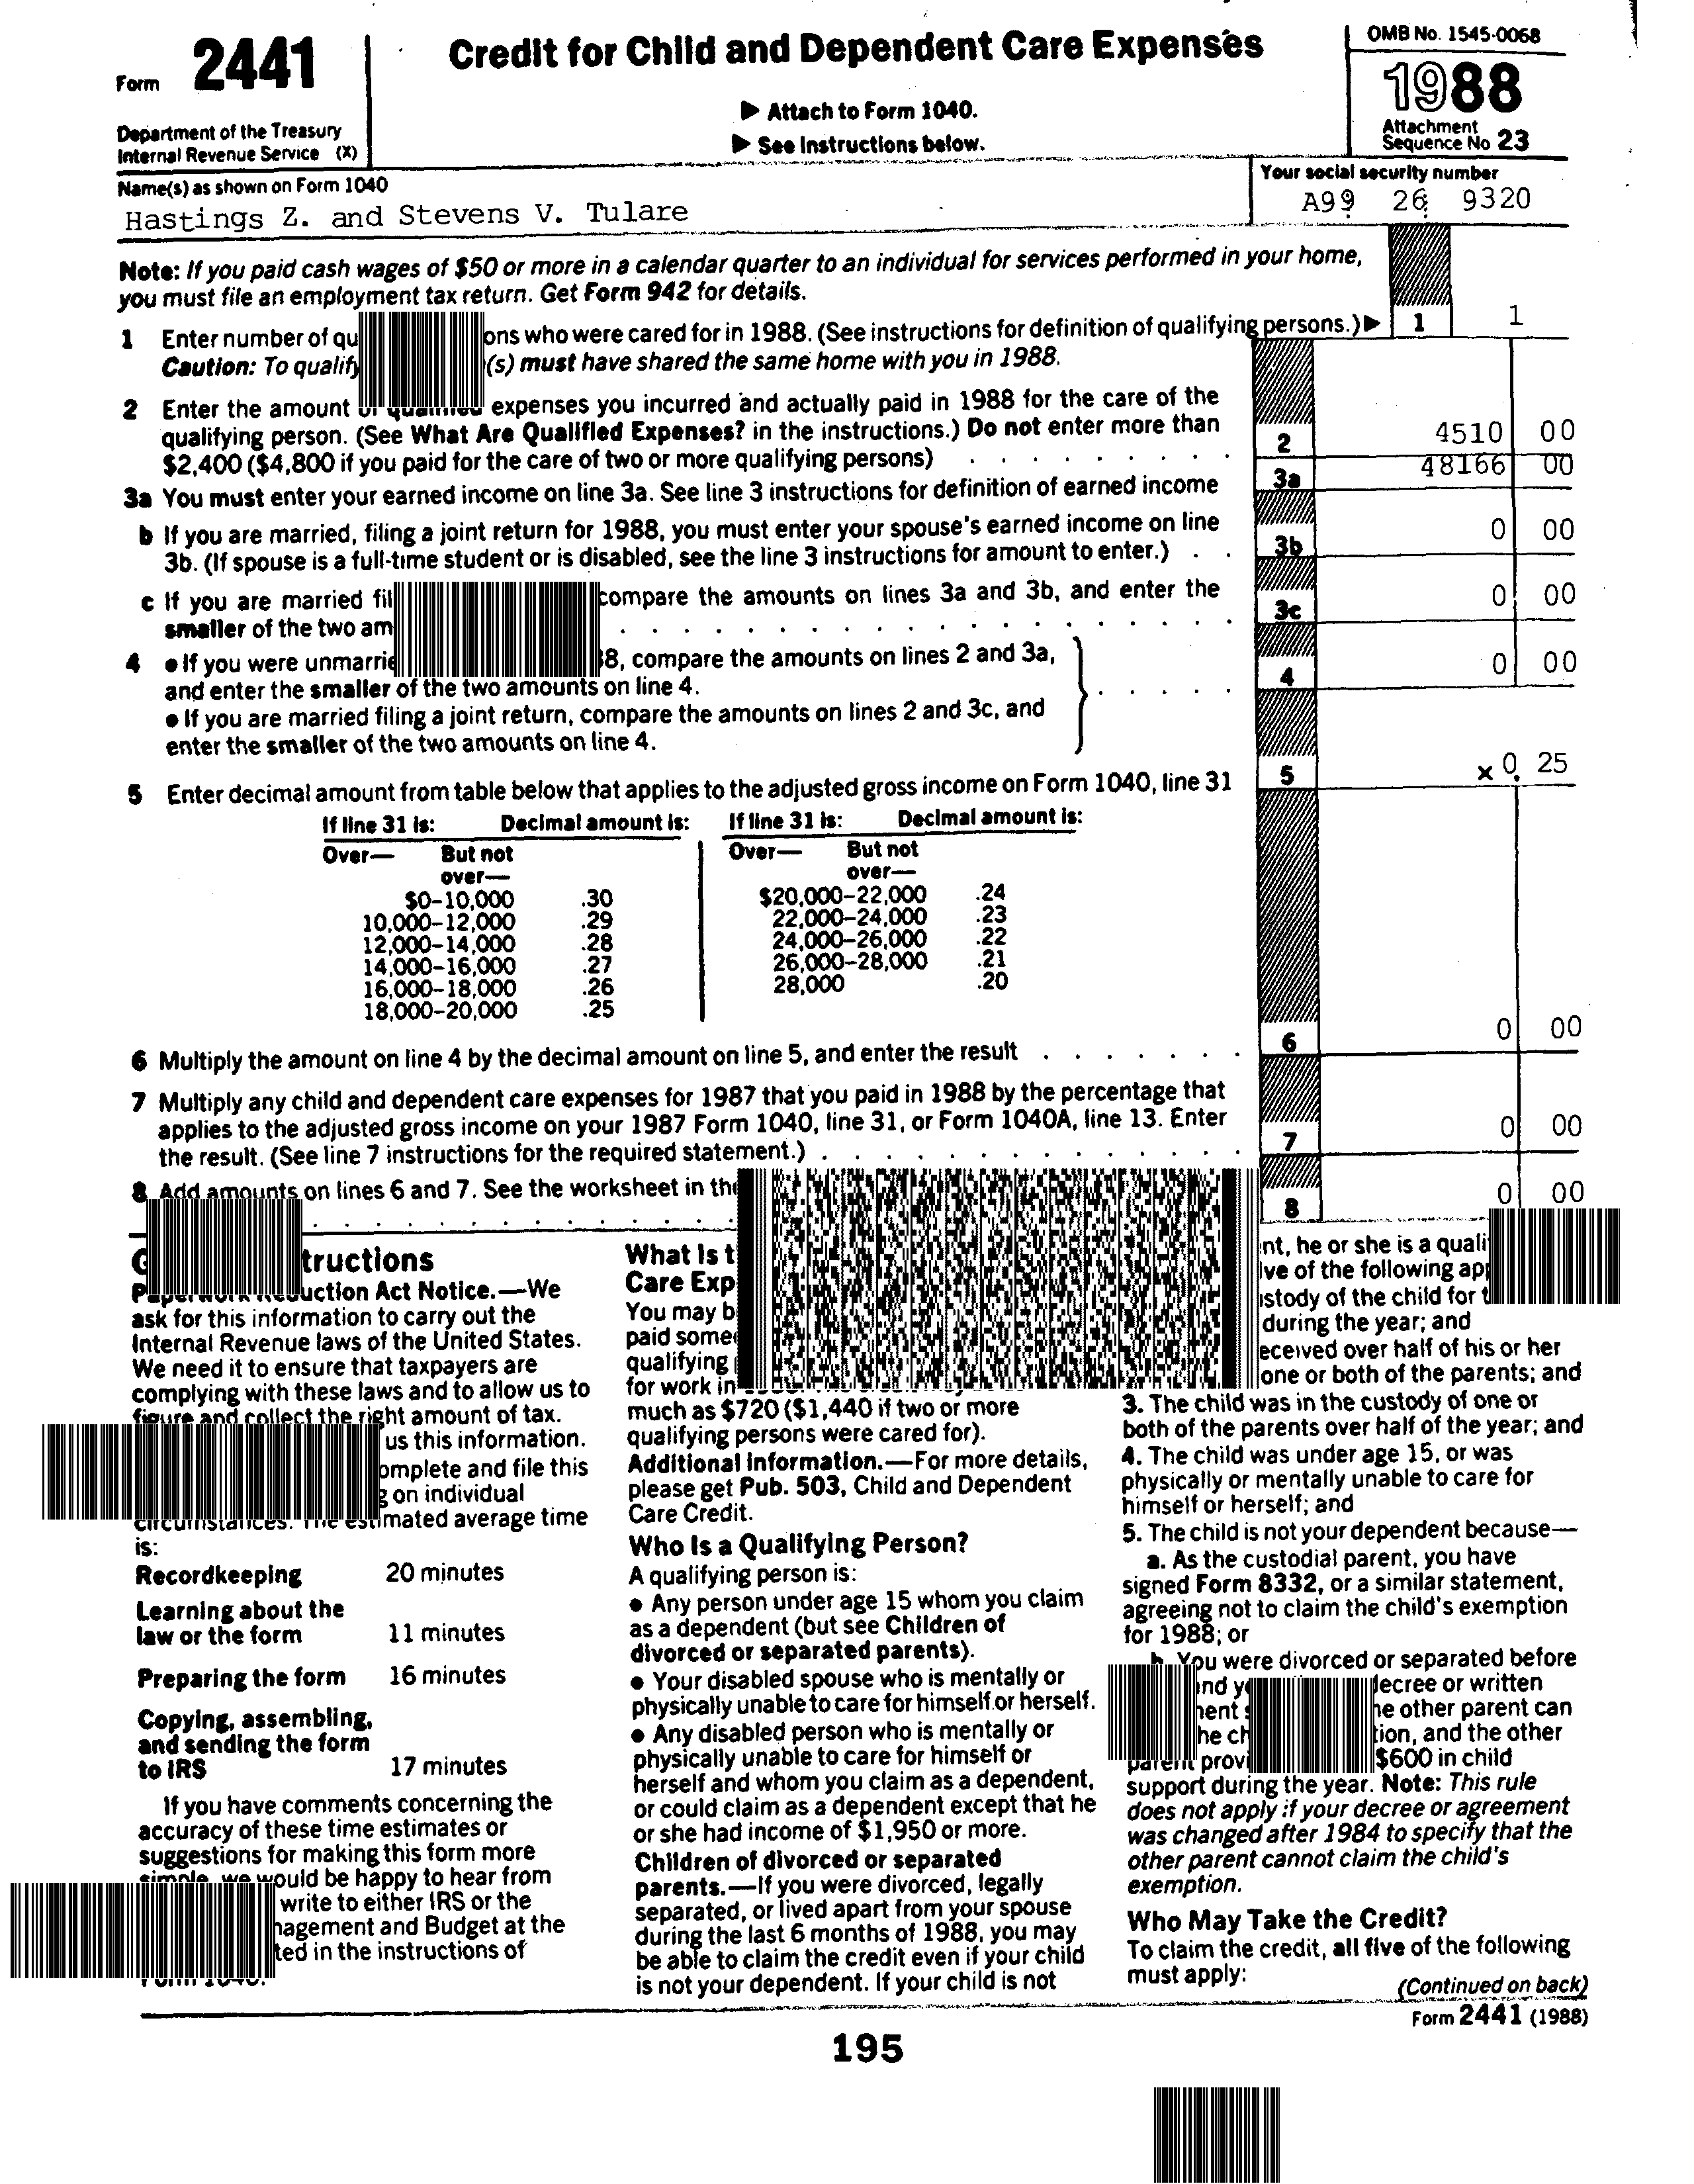 Form 2441
Department of the Treasury
Internal Revenue Service (X)
Credit for Child and Dependent Care Expenses
▶ Attach to Form 1040.
▶ See Instructions below.
OMB No. 1545-0068
1988
Attachment
Sequence No 23
Name(s) as shown on Form 1040
Hastings Z. and Stevens V. Tulare
Your social security number
A99 26 9320
Note: If you paid cash wages of $50 or more in a calendar quarter to an individual for services performed in your home,
you must file an employment tax return. Get Form 942 for details.
1 Enter number of qu ons who were cared for in 1988. (See instructions for definition of qualifying persons.) ▶ 1 1
Caution: To qualify (s) must have shared the same home with you in 1988.
2 Enter the amount of qualified expenses you incurred and actually paid in 1988 for the care of the
qualifying person. (See What Are Qualified Expenses? in the instructions.) Do not enter more than
$2,400 ($4,800 if you paid for the care of two or more qualifying persons) . . . . . . . . 2 4510 00
3a You must enter your earned income on line 3a. See line 3 instructions for definition of earned income 3a 48166 00
b If you are married, filing a joint return for 1988, you must enter your spouse's earned income on line
3b. (If spouse is a full-time student or is disabled, see the line 3 instructions for amount to enter.) . . 3b 0 00
c If you are married fil compare the amounts on lines 3a and 3b, and enter the
smaller of the two am . . . . . . . . . . . . . . . . . . 3c 0 00
4 ● If you were unmarrie 8, compare the amounts on lines 2 and 3a,
and enter the smaller of the two amounts on line 4. . . . . . 4 0 00
● If you are married filing a joint return, compare the amounts on lines 2 and 3c, and
enter the smaller of the two amounts on line 4.
5 Enter decimal amount from table below that applies to the adjusted gross income on Form 1040, line 31 5 x 0. 25
If line 31 is: Decimal amount is: If line 31 is: Decimal amount is:
Over— But not over— Over— But not over—
$0–10,000 .30 $20,000–22,000 .24
10,000–12,000 .29 22,000–24,000 .23
12,000–14,000 .28 24,000–26,000 .22
14,000–16,000 .27 26,000–28,000 .21
16,000–18,000 .26 28,000 .20
18,000–20,000 .25
6 Multiply the amount on line 4 by the decimal amount on line 5, and enter the result . . . . . . . 6 0 00
7 Multiply any child and dependent care expenses for 1987 that you paid in 1988 by the percentage that
applies to the adjusted gross income on your 1987 Form 1040, line 31, or Form 1040A, line 13. Enter
the result. (See line 7 instructions for the required statement.) . . . . . . . . . . . . . . 7 0 00
8 Add amounts on lines 6 and 7. See the worksheet in the
. . . . . . . . . . . . . 8 0 00
G tructions
Paperwork Reduction Act Notice.—We
ask for this information to carry out the
Internal Revenue laws of the United States.
We need it to ensure that taxpayers are
complying with these laws and to allow us to
figure and collect the right amount of tax.
us this information.
omplete and file this
g on individual
circumstances. The estimated average time
is:
Recordkeeping 20 minutes
Learning about the
law or the form 11 minutes
Preparing the form 16 minutes
Copying, assembling,
and sending the form
to IRS 17 minutes
If you have comments concerning the
accuracy of these time estimates or
suggestions for making this form more
simple, we would be happy to hear from
write to either IRS or the
nagement and Budget at the
ted in the instructions of
Form 1040.
What Is t
Care Exp
You may b
paid some
qualifying
for work in
much as $720 ($1,440 if two or more
qualifying persons were cared for).
Additional Information.—For more details,
please get Pub. 503, Child and Dependent
Care Credit.
Who Is a Qualifying Person?
A qualifying person is:
● Any person under age 15 whom you claim
as a dependent (but see Children of
divorced or separated parents).
● Your disabled spouse who is mentally or
physically unable to care for himself or herself.
● Any disabled person who is mentally or
physically unable to care for himself or
herself and whom you claim as a dependent,
or could claim as a dependent except that he
or she had income of $1,950 or more.
Children of divorced or separated
parents.—If you were divorced, legally
separated, or lived apart from your spouse
during the last 6 months of 1988, you may
be able to claim the credit even if your child
is not your dependent. If your child is not
nt, he or she is a quali
ive of the following app
stody of the child for t
during the year; and
eceived over half of his or her
one or both of the parents; and
3. The child was in the custody of one or
both of the parents over half of the year; and
4. The child was under age 15, or was
physically or mentally unable to care for
himself or herself; and
5. The child is not your dependent because—
a. As the custodial parent, you have
signed Form 8332, or a similar statement,
agreeing not to claim the child's exemption
for 1988; or
b. You were divorced or separated before
nd y decree or written
ment s he other parent can
he ch tion, and the other
parent provi $600 in child
support during the year. Note: This rule
does not apply if your decree or agreement
was changed after 1984 to specify that the
other parent cannot claim the child's
exemption.
Who May Take the Credit?
To claim the credit, all five of the following
must apply:
(Continued on back)
Form 2441 (1988)
195